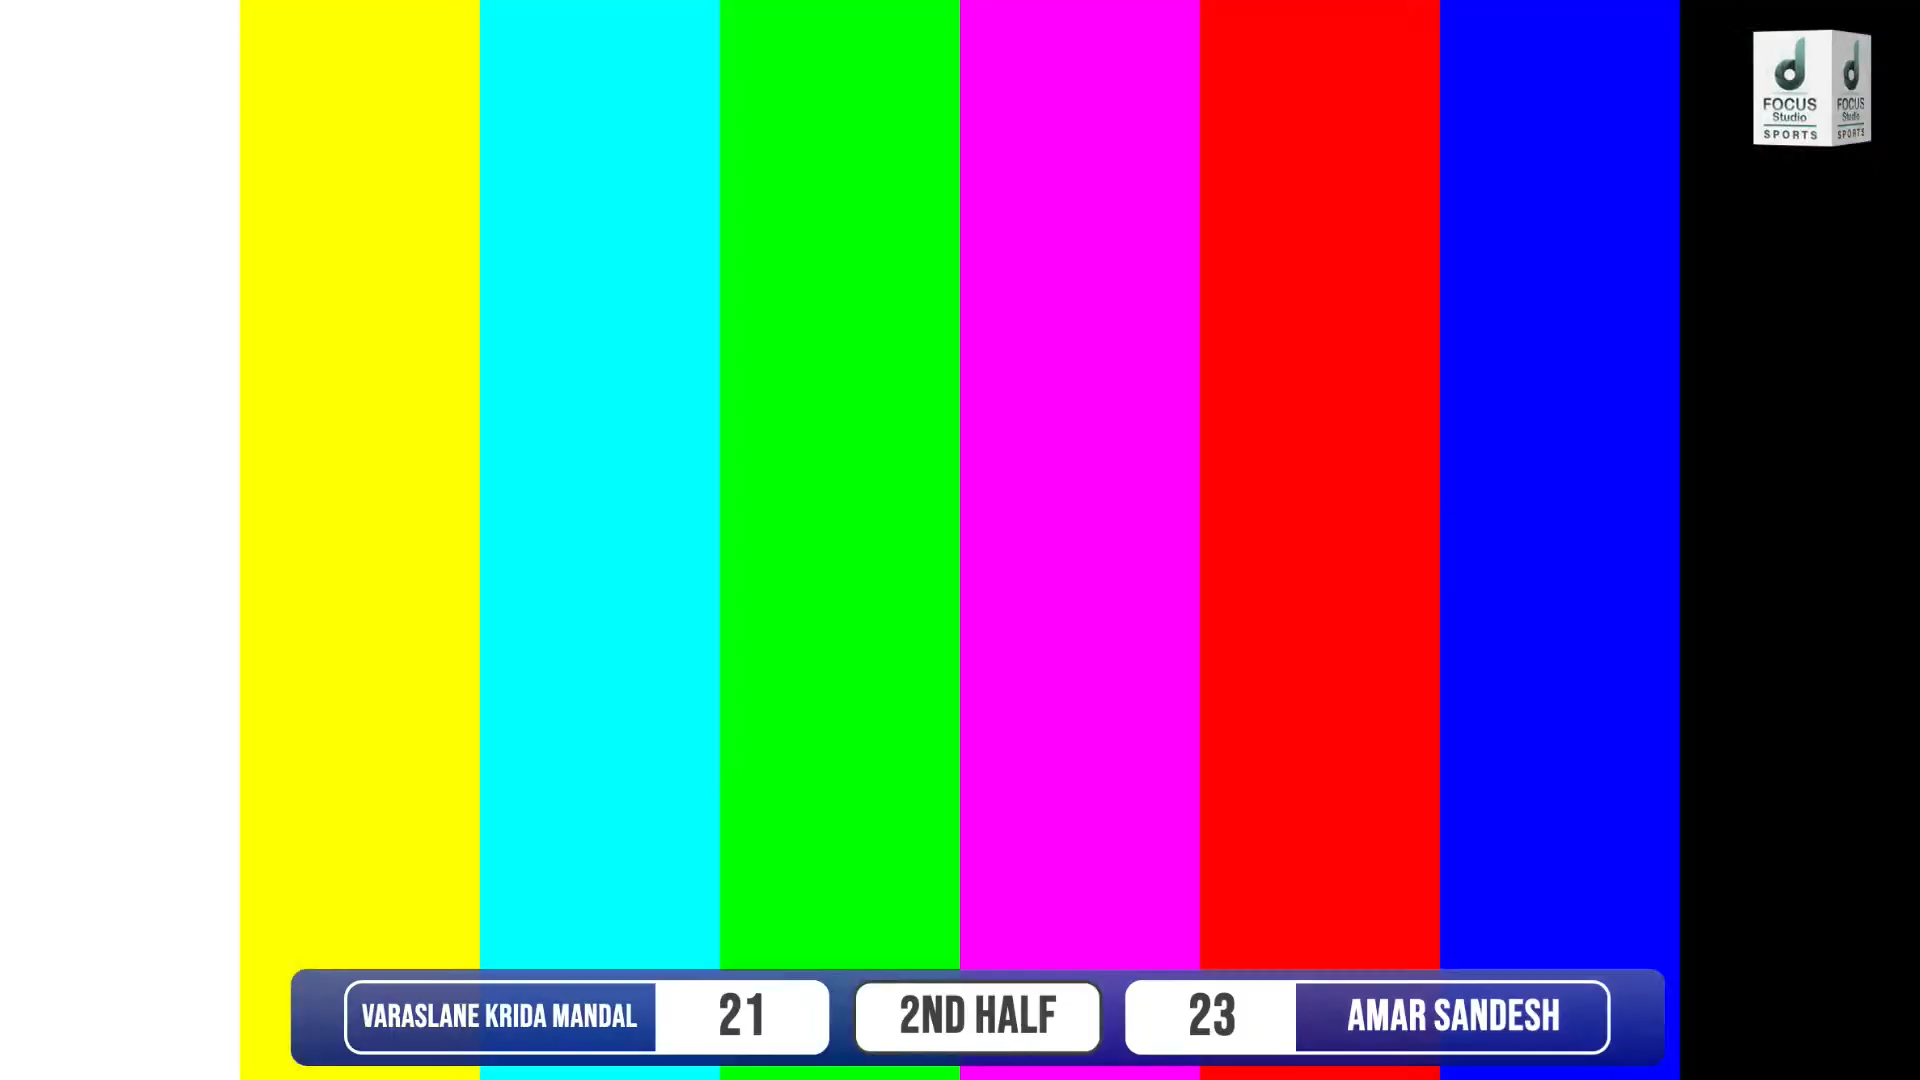 d
FOCUS
Studio
SPORTS
d
FOCUS
Studio
SPORTS
VARASLANE KRIDA MANDAL 21 2ND HALF 23 AMAR SANDESH